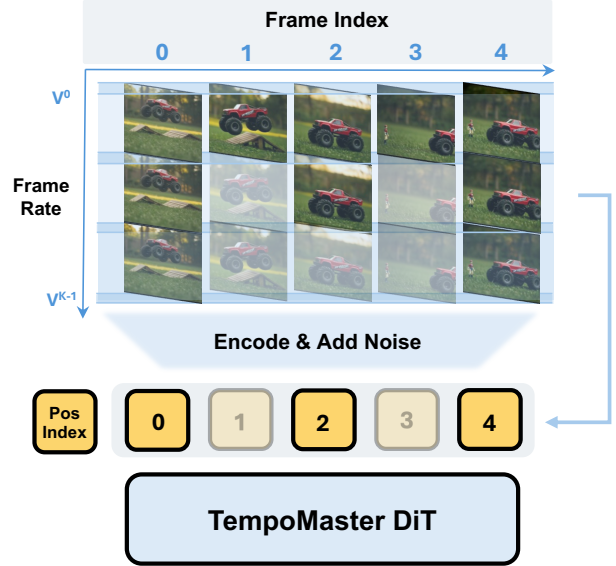 Frame Index
0 1 2 3 4
V⁰
Frame
Rate
Vᴷ⁻¹
Encode & Add Noise
Pos
Index
0 1 2 3 4
TempoMaster DiT